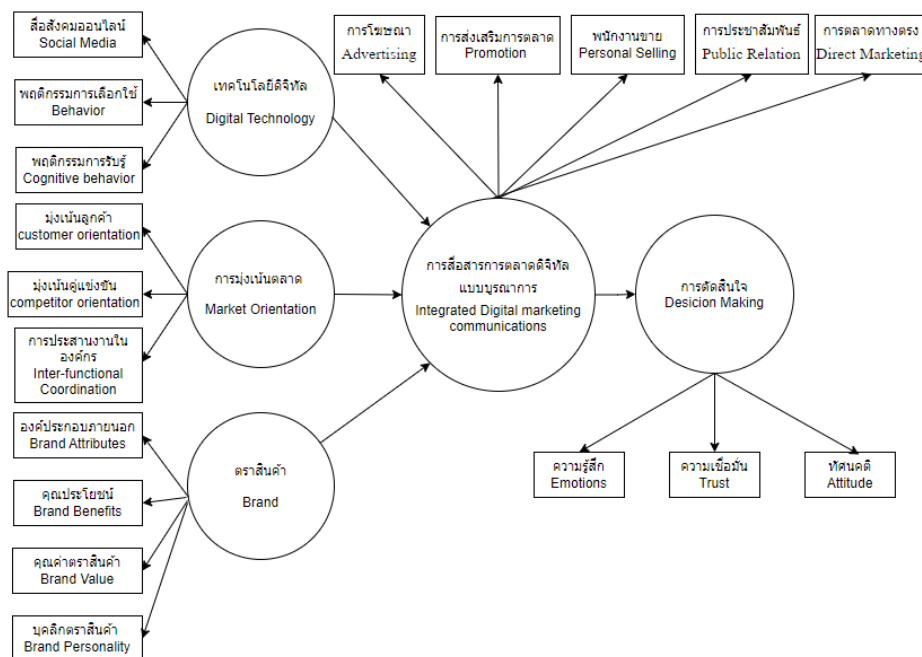 สื่อสังคมออนไลน์
Social Media
พฤติกรรมการเลือกใช้
Behavior
พฤติกรรมการรับรู้
Cognitive behavior
มุ่งเน้นลูกค้า
customer orientation
มุ่งเน้นคู่แข่งขัน
competitor orientation
การประสานงานใน
องค์กร
Inter-functional
Coordination
องค์ประกอบภายนอก
Brand Attributes
คุณประโยชน์
Brand Benefits
คุณค่าตราสินค้า
Brand Value
บุคลิกตราสินค้า
Brand Personality
เทคโนโลยีดิจิทัล
Digital Technology
การมุ่งเน้นตลาด
Market Orientation
ตราสินค้า
Brand
การโฆษณา
Advertising
การส่งเสริมการตลาด
Promotion
พนักงานขาย
Personal Selling
การประชาสัมพันธ์
Public Relation
การตลาดทางตรง
Direct Marketing
การสื่อสารการตลาดดิจิทัล
แบบบูรณาการ
Integrated Digital marketing
communications
การตัดสินใจ
Desicion Making
ความรู้สึก
Emotions
ความเชื่อมั่น
Trust
ทัศนคติ
Attitude